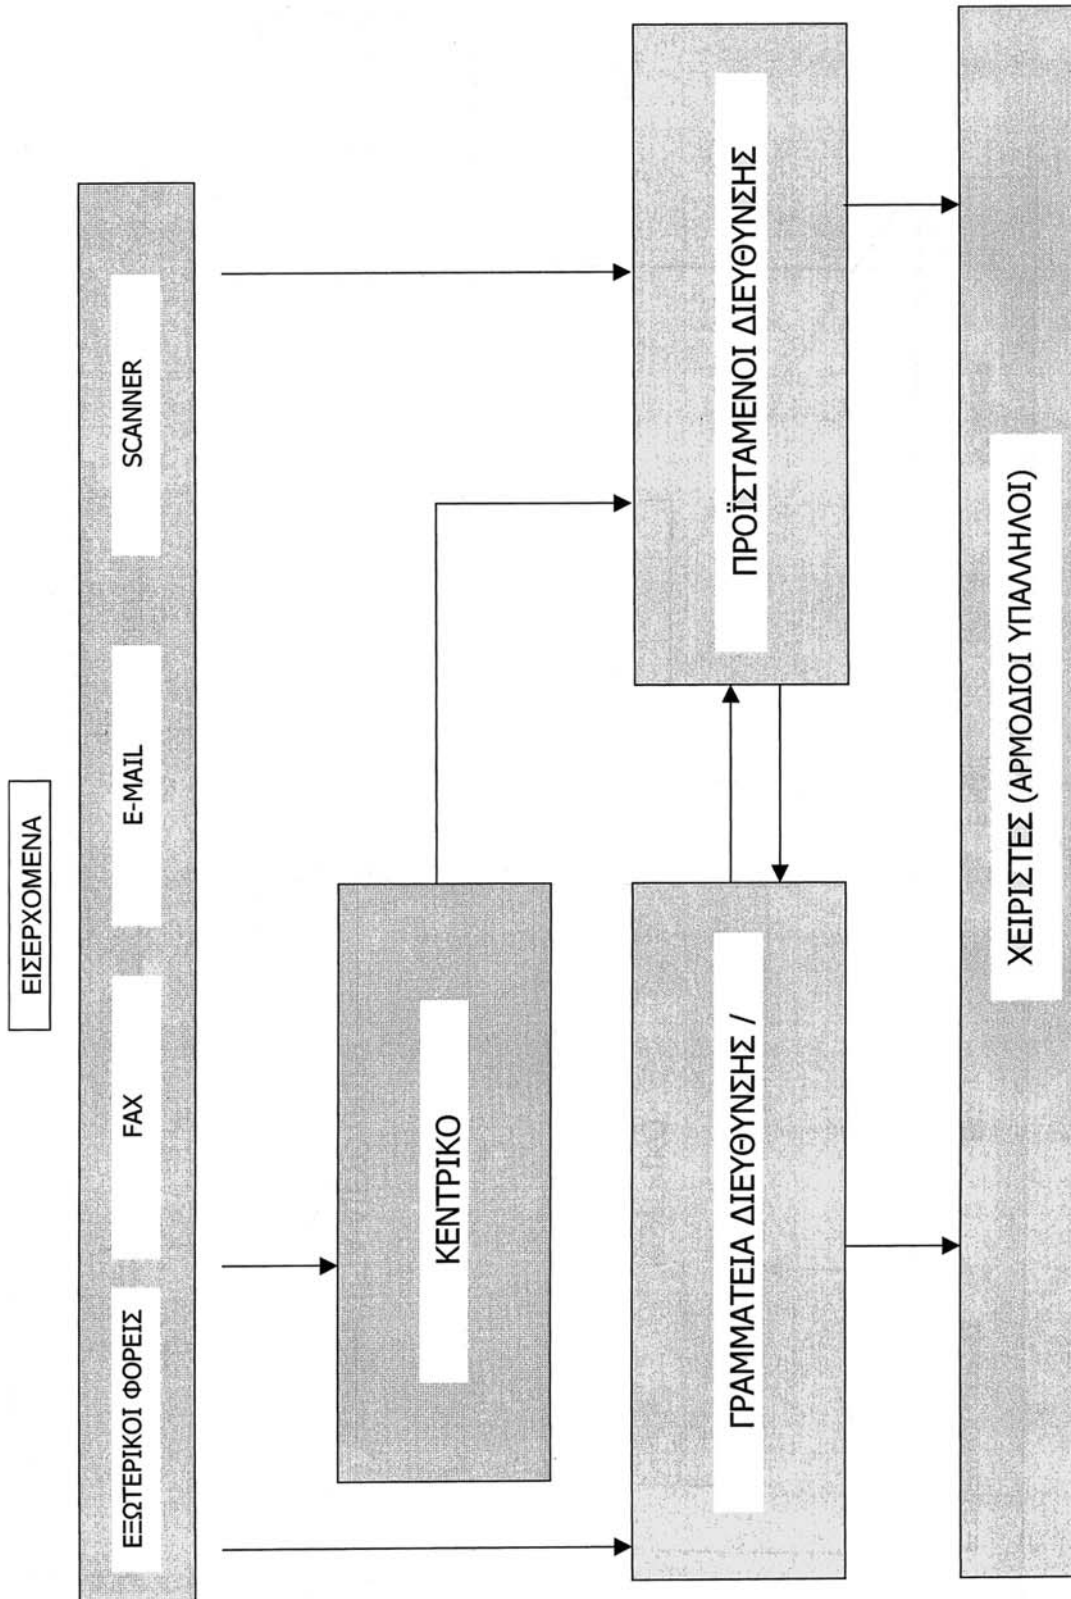 ΕΙΣΕΡΧΟΜΕΝΑ
ΕΞΩΤΕΡΙΚΟΙ ΦΟΡΕΙΣ
FAX
E-MAIL
SCANNER
ΚΕΝΤΡΙΚΟ
ΓΡΑΜΜΑΤΕΙΑ ΔΙΕΥΘΥΝΣΗΣ /
ΠΡΟΪΣΤΑΜΕΝΟΙ ΔΙΕΥΘΥΝΣΗΣ
ΧΕΙΡΙΣΤΕΣ (ΑΡΜΟΔΙΟΙ ΥΠΑΛΛΗΛΟΙ)